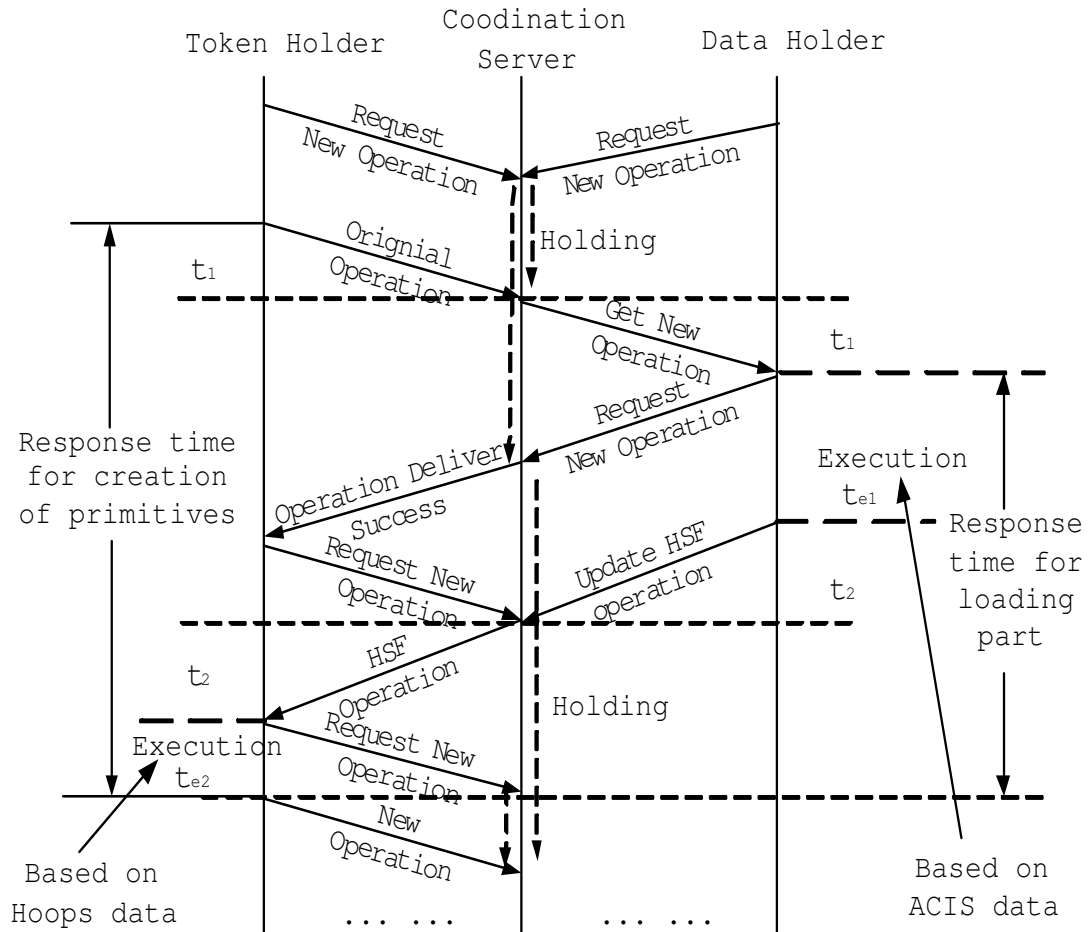 Coodination
Server
Token Holder
Data Holder
Request
New Operation
Request
New Operation
Holding
Orignial
Operation
t1
Get New
Operation
t1
Request
New Operation
Response time
for creation
of primitives
Operation Deliver
Success
Execution
te1
Response
time for
loading
part
Request New
Operation
Update HSF
operation
t2
HSF
Operation
t2
Holding
Request New
Operation
Execution
te2
New
Operation
Based on
Hoops data
Based on
ACIS data
... ...
... ...